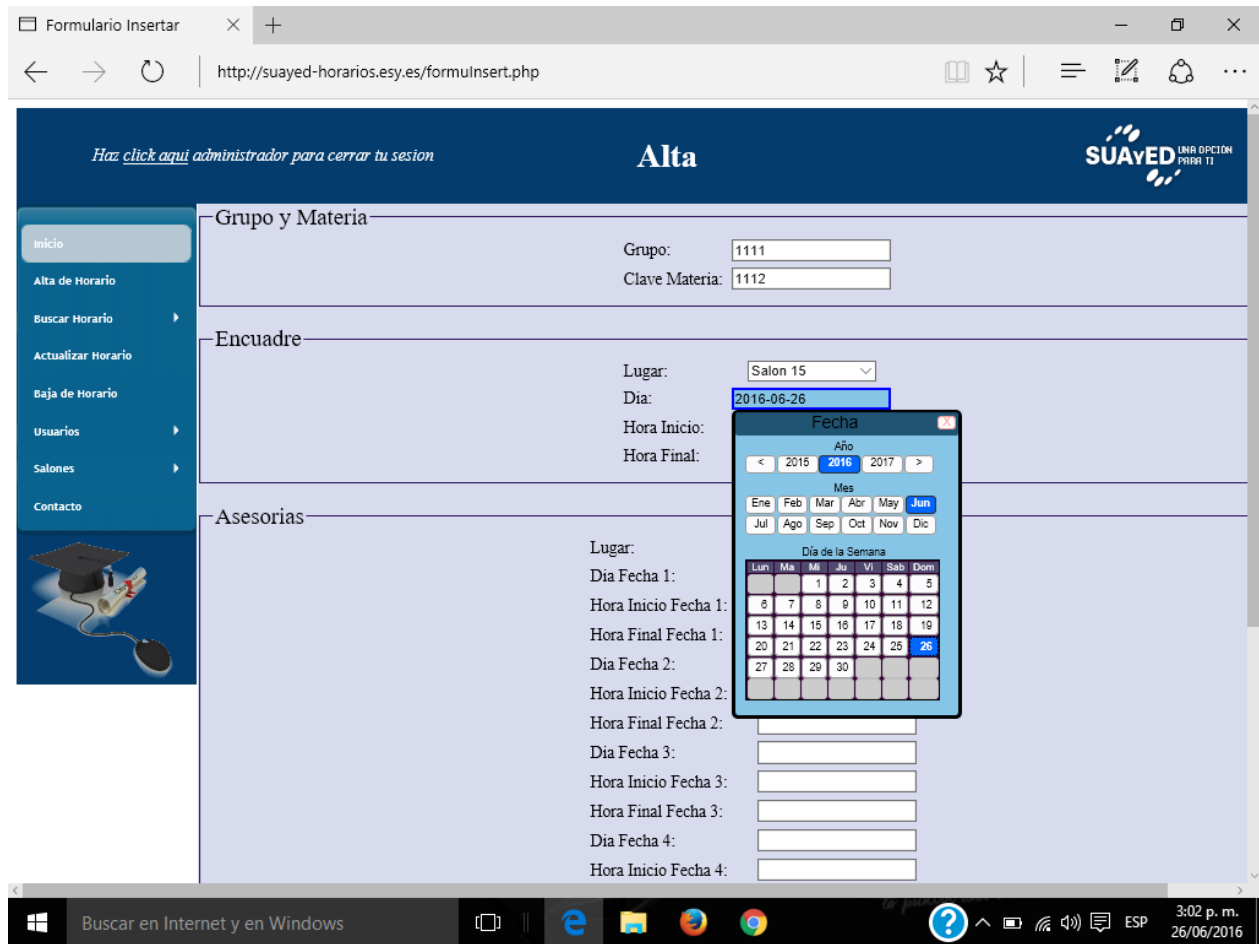 Formulario Insertar
http://suayed-horarios.esy.es/formuInsert.php
Haz click aqui administrador para cerrar tu sesion
Alta
SUAYED UNA OPCIÓN PARA TI
Inicio
Alta de Horario
Buscar Horario
Actualizar Horario
Baja de Horario
Usuarios
Salones
Contacto
Grupo y Materia
Grupo: 1111
Clave Materia: 1112
Encuadre
Lugar: Salon 15
Dia: 2016-06-26
Hora Inicio:
Hora Final:
Fecha X
Año
< 2015 2016 2017 >
Mes
Ene Feb Mar Abr May Jun
Jul Ago Sep Oct Nov Dic
Día de la Semana
Lun Ma Mi Ju Vi Sab Dom
1 2 3 4 5
6 7 8 9 10 11 12
13 14 15 16 17 18 19
20 21 22 23 24 25 26
27 28 29 30
Asesorias
Lugar:
Dia Fecha 1:
Hora Inicio Fecha 1:
Hora Final Fecha 1:
Dia Fecha 2:
Hora Inicio Fecha 2:
Hora Final Fecha 2:
Dia Fecha 3:
Hora Inicio Fecha 3:
Hora Final Fecha 3:
Dia Fecha 4:
Hora Inicio Fecha 4:
Buscar en Internet y en Windows
ESP
3:02 p. m.
26/06/2016